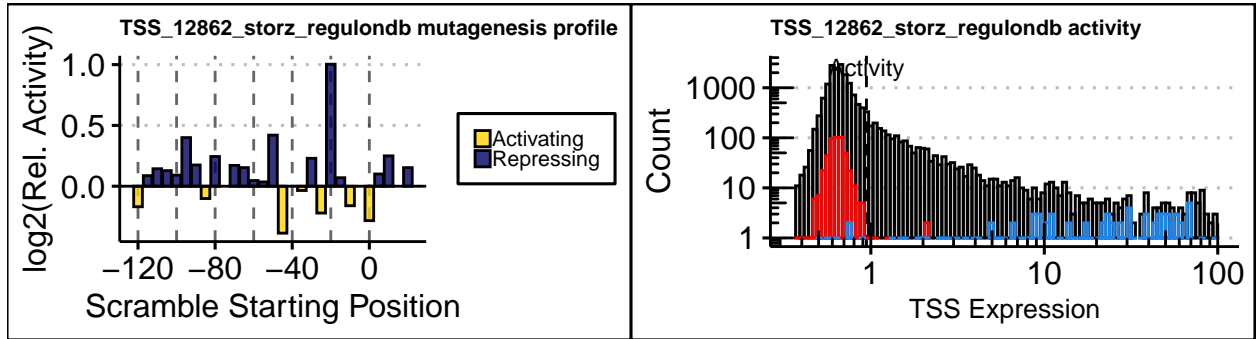 TSS_12862_storz_regulondb mutagenesis profile
log2(Rel. Activity)
1.0
0.5
0.0
−120
−80
−40
0
Scramble Starting Position
Activating
Repressing
TSS_12862_storz_regulondb activity
Count
1000
100
10
1
1
10
100
TSS Expression